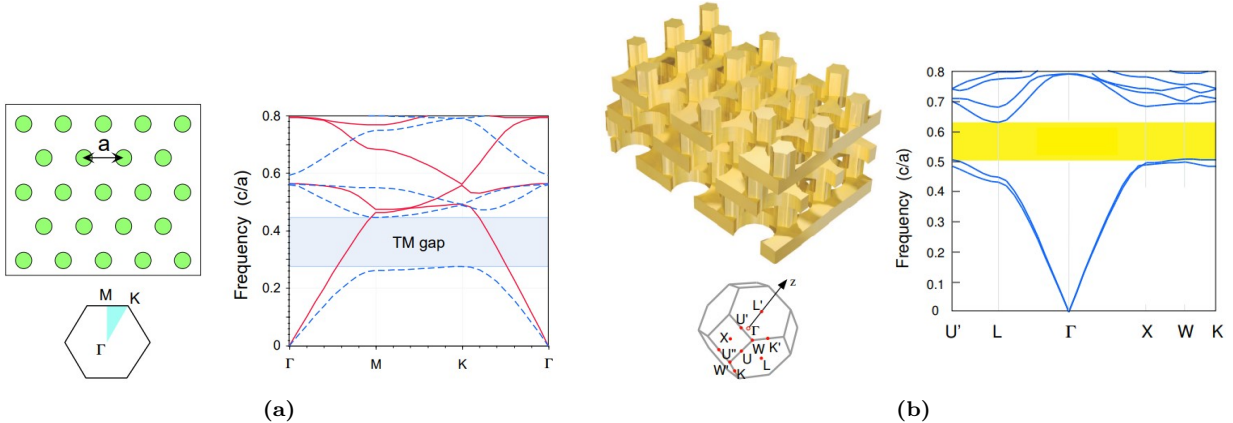 a
M K
Γ
Frequency (c/a)
0.8
0.6
0.4
0.2
0
TM gap
Γ M K Γ
(a)
z
L'
U'
Γ
X
W K'
U'' U
L
W' K
Frequency (c/a)
0.8
0.7
0.6
0.5
0.4
0.3
0.2
0.1
0
U' L Γ X W K
(b)